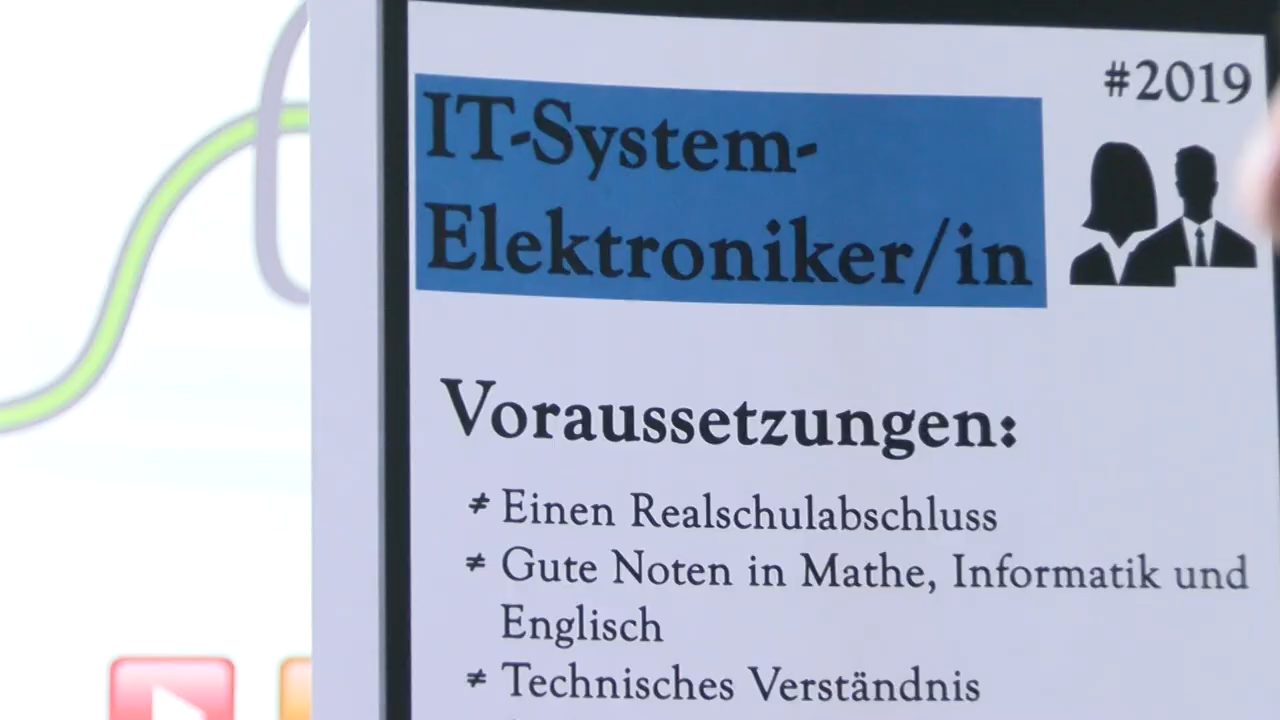 #2019
IT-System-
Elektroniker/in
Voraussetzungen:
≠ Einen Realschulabschluss
≠ Gute Noten in Mathe, Informatik und
Englisch
≠ Technisches Verständnis